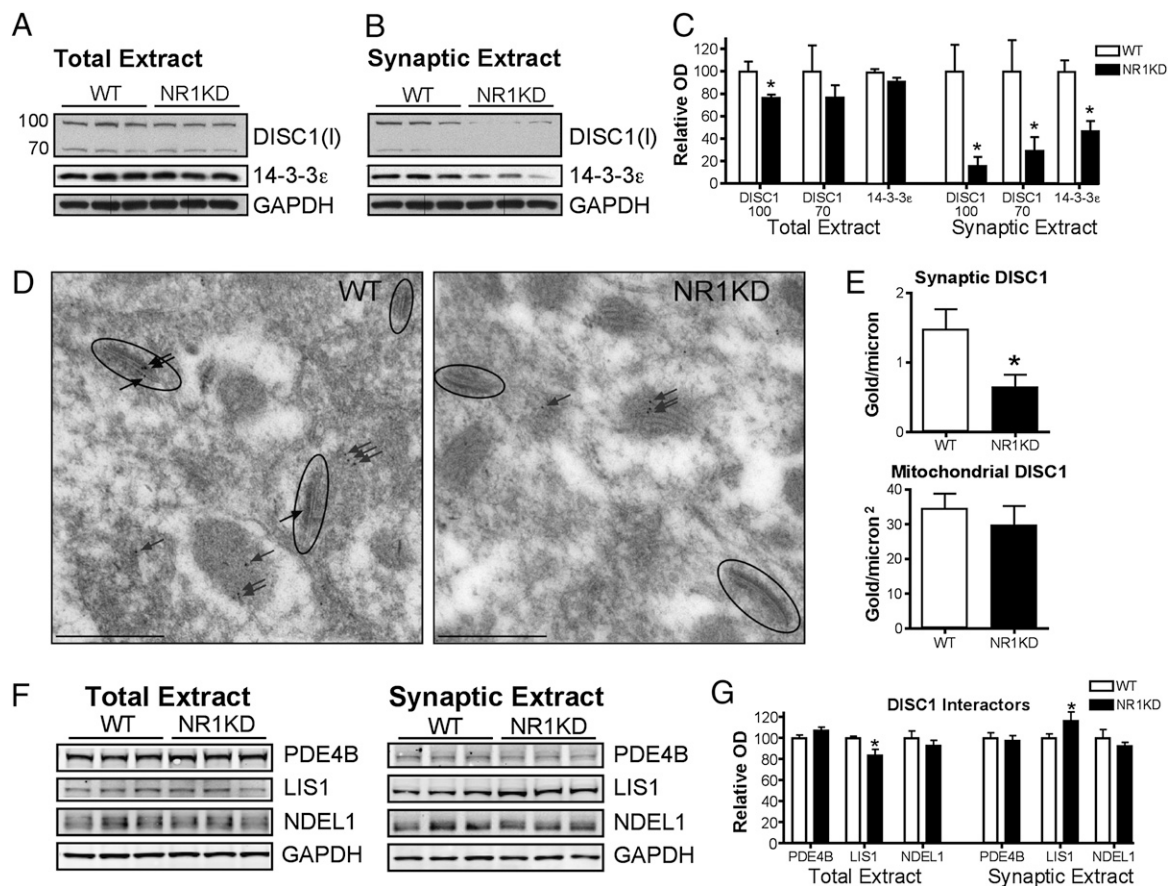 A
Total Extract
WT NR1KD
100
70
DISC1(I)
14-3-3ε
GAPDH
B
Synaptic Extract
WT NR1KD
DISC1(I)
14-3-3ε
GAPDH
C
WT
NR1KD
Relative OD
120
100
80
60
40
20
0
* * * *
DISC1 DISC1 14-3-3ε DISC1 DISC1 14-3-3ε
100 70 100 70
Total Extract Synaptic Extract
D
WT
NR1KD
E
Synaptic DISC1
Gold/micron
2
1
0
*
WT NR1KD
Mitochondrial DISC1
Gold/micron²
40
30
20
10
0
WT NR1KD
F
Total Extract
WT NR1KD
PDE4B
LIS1
NDEL1
GAPDH
Synaptic Extract
WT NR1KD
PDE4B
LIS1
NDEL1
GAPDH
G
DISC1 Interactors
WT
NR1KD
Relative OD
120
100
80
60
40
20
0
* *
PDE4B LIS1 NDEL1 PDE4B LIS1 NDEL1
Total Extract Synaptic Extract